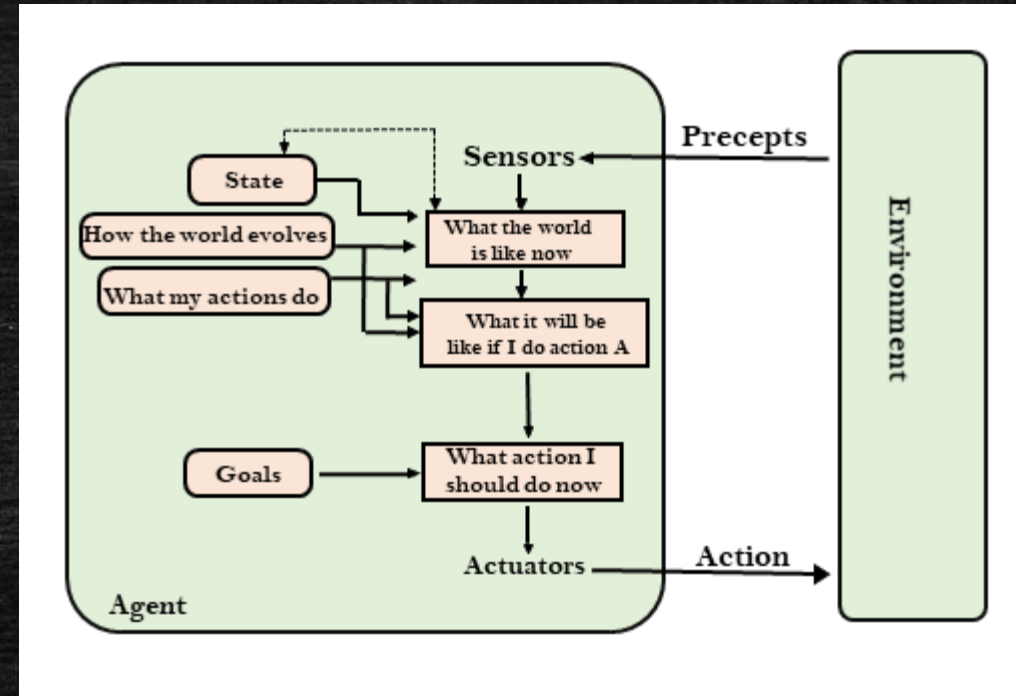 Precepts
Sensors
State
What the world
is like now
How the world evolves
What my actions do
What it will be
like if I do action A
Environment
Goals
What action I
should do now
Actuators
Action
Agent